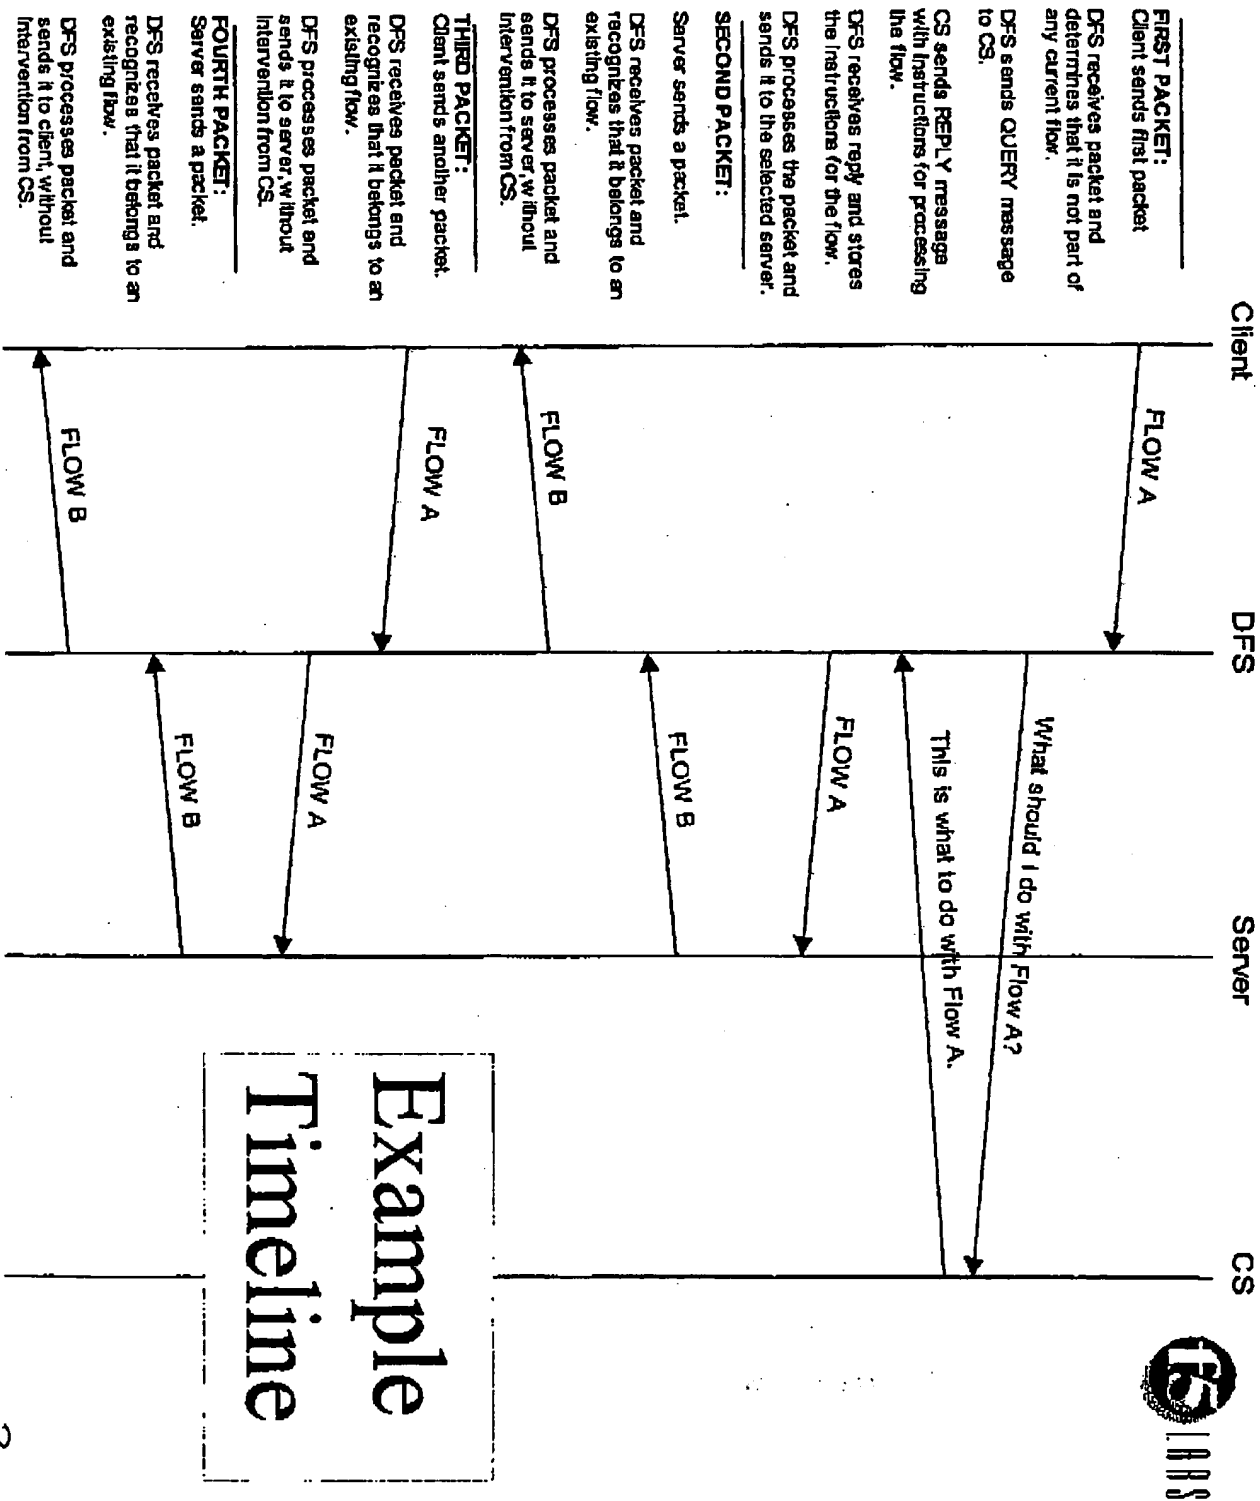 Client
DFS
Server
CS
f5
LABS
FIRST PACKET:
Client sends first packet
DFS receives packet and
determines that it is not part of
any current flow.
DFS sends QUERY message
to CS.
CS sends REPLY message
with instructions for processing
the flow.
DFS receives reply and stores
the instructions for the flow.
DFS processes the packet and
sends it to the selected server.
SECOND PACKET:
Server sends a packet.
DFS receives packet and
recognizes that it belongs to an
existing flow.
DFS processes packet and
sends it to server, without
intervention from CS.
THIRD PACKET:
Client sends another packet.
DFS receives packet and
recognizes that it belongs to an
existing flow.
DFS processes packet and
sends it to server, without
intervention from CS.
FOURTH PACKET:
Server sends a packet.
DFS receives packet and
recognizes that it belongs to an
existing flow.
DFS processes packet and
sends it to client, without
intervention from CS.
FLOW A
What should I do with Flow A?
This is what to do with Flow A.
FLOW A
FLOW B
FLOW B
FLOW A
FLOW A
FLOW B
FLOW B
Example
Timeline